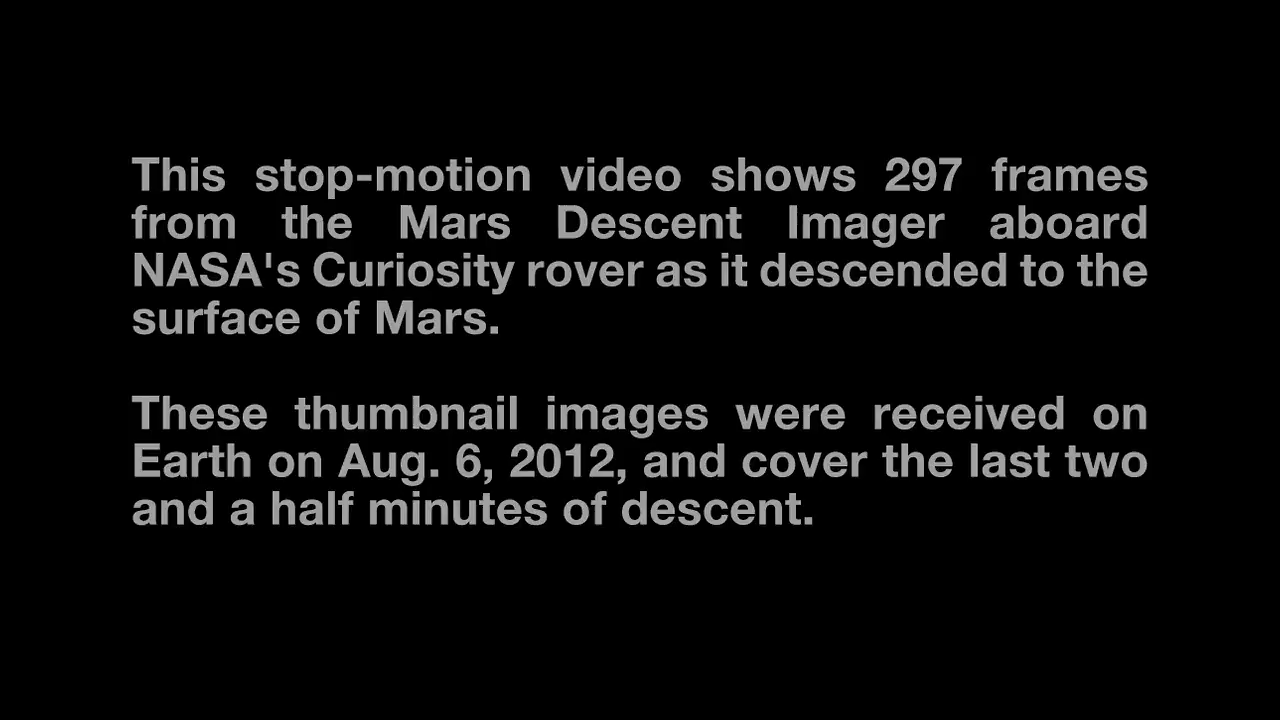 This stop-motion video shows 297 frames
from the Mars Descent Imager aboard
NASA's Curiosity rover as it descended to the
surface of Mars.
These thumbnail images were received on
Earth on Aug. 6, 2012, and cover the last two
and a half minutes of descent.